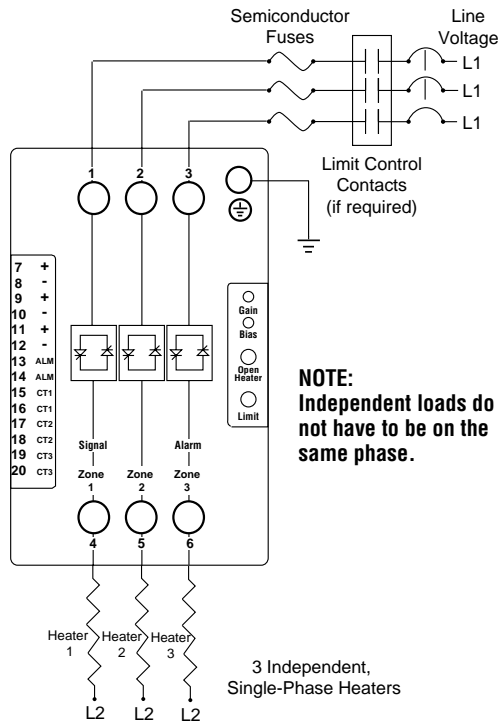 Semiconductor
Fuses
Line
Voltage
L1
L1
L1
Limit Control
Contacts
(if required)
1 2 3
7 +
8 -
9 +
10 -
11 +
12 -
13 ALM
14 ALM
15 CT1
16 CT1
17 CT2
18 CT2
19 CT3
20 CT3
Gain
Bias
Open
Heater
Limit
NOTE:
Independent loads do
not have to be on the
same phase.
Signal
Alarm
Zone
1
Zone
2
Zone
3
4 5 6
Heater
1
Heater
2
Heater
3
3 Independent,
Single-Phase Heaters
L2 L2 L2